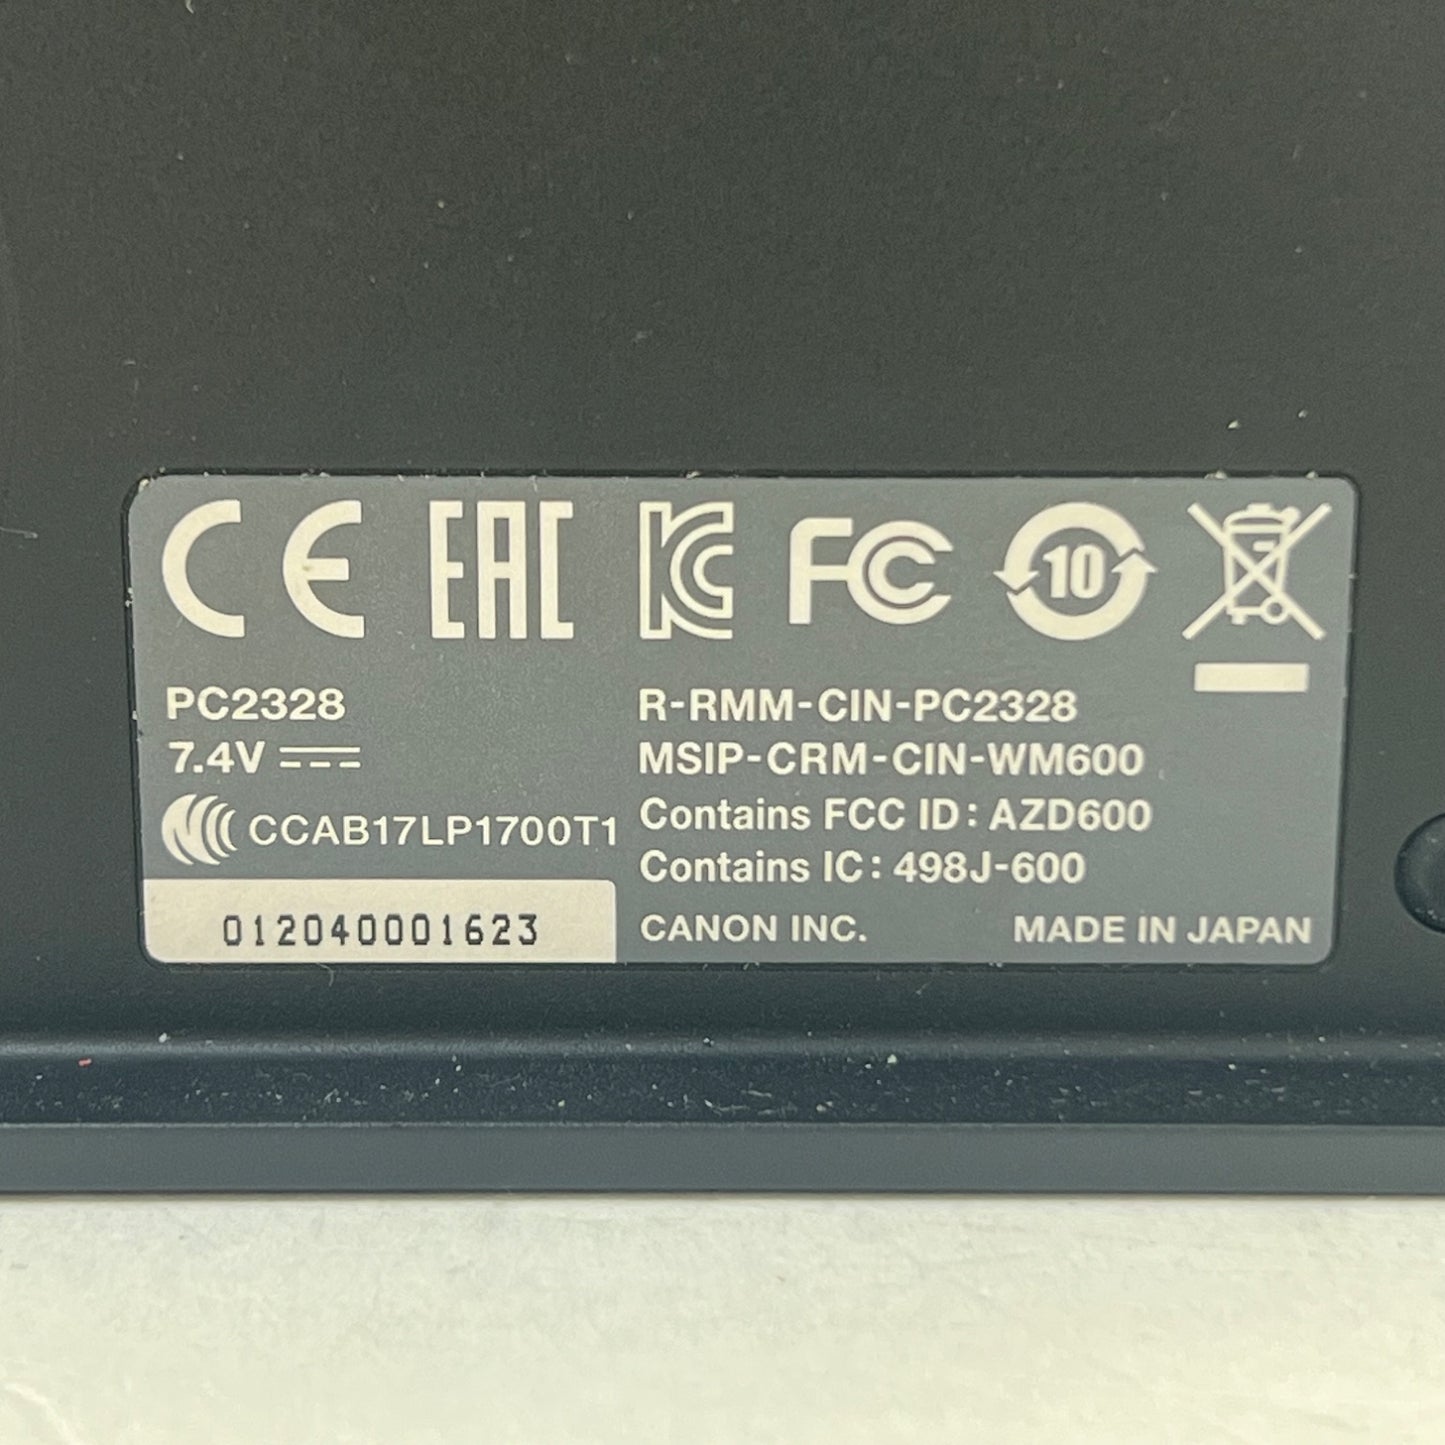 CE EAC KC FC 10
PC2328
7.4V
CCAB17LP1700T1
012040001623
R-RMM-CIN-PC2328
MSIP-CRM-CIN-WM600
Contains FCC ID: AZD600
Contains IC: 498J-600
CANON INC. MADE IN JAPAN